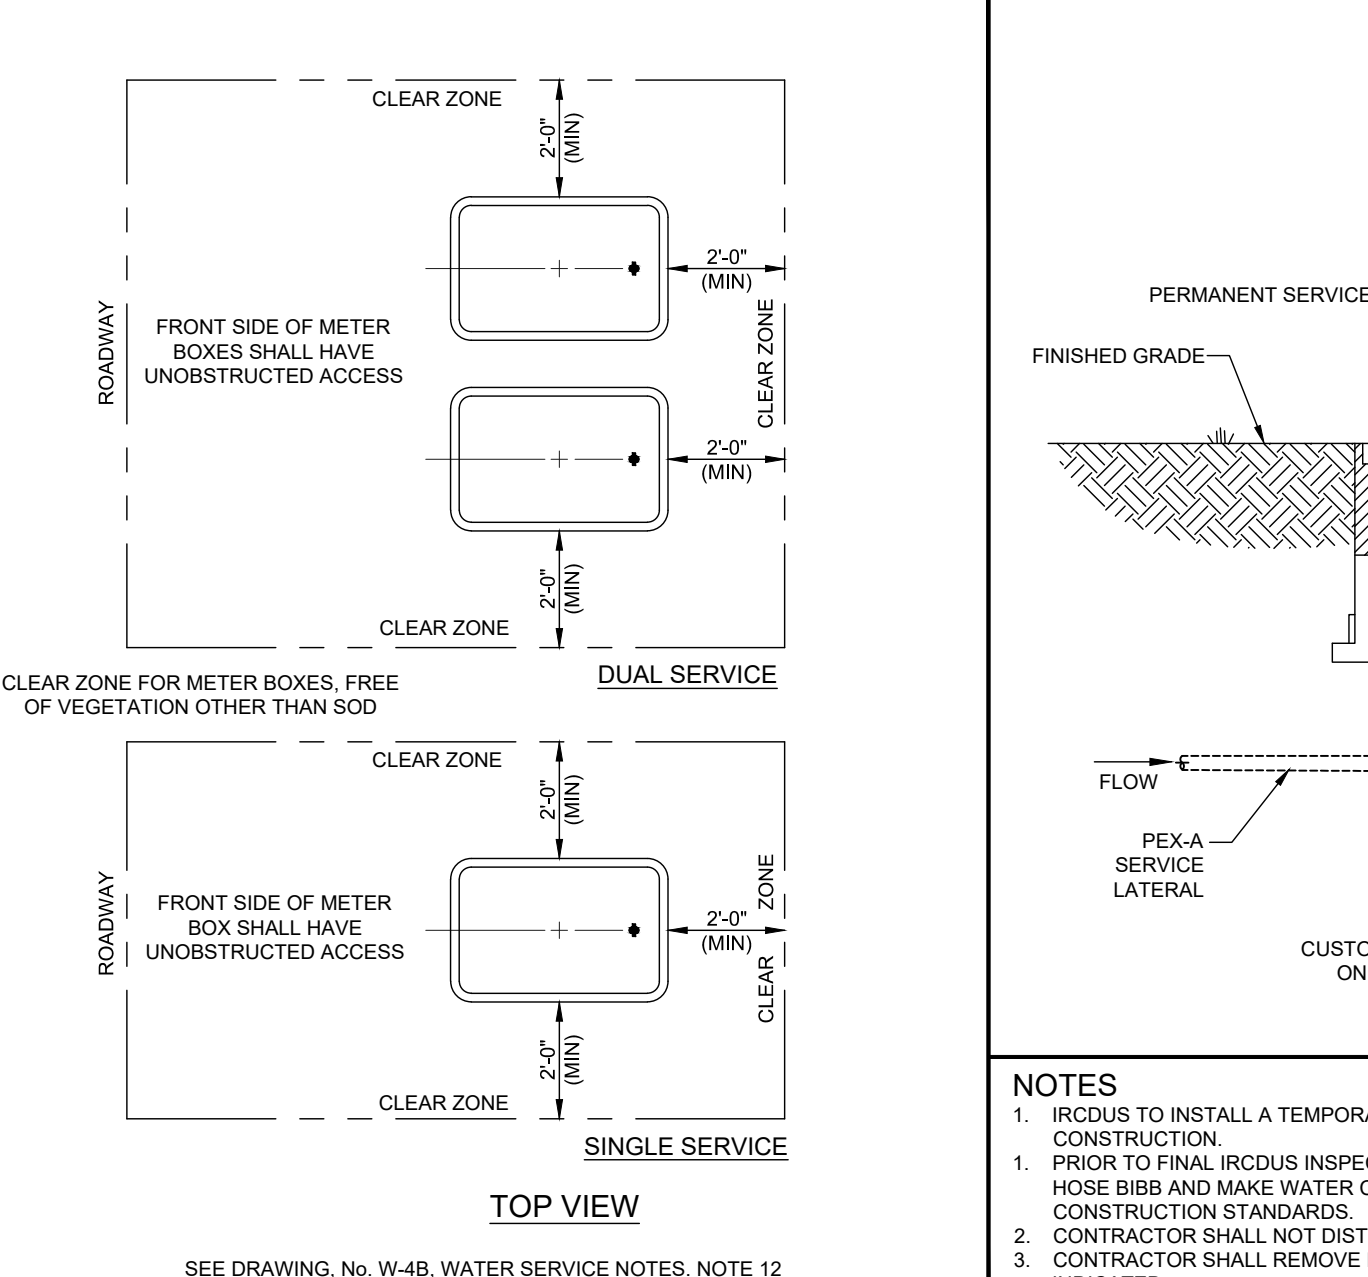 CLEAR ZONE
2'-0"
(MIN)
2'-0"
(MIN)
ROADWAY
FRONT SIDE OF METER
BOXES SHALL HAVE
UNOBSTRUCTED ACCESS
CLEAR ZONE
2'-0"
(MIN)
2'-0"
(MIN)
CLEAR ZONE
DUAL SERVICE
CLEAR ZONE FOR METER BOXES, FREE
OF VEGETATION OTHER THAN SOD
CLEAR ZONE
2'-0"
(MIN)
ROADWAY
FRONT SIDE OF METER
BOX SHALL HAVE
UNOBSTRUCTED ACCESS
2'-0"
(MIN)
CLEAR ZONE
2'-0"
(MIN)
CLEAR ZONE
SINGLE SERVICE
TOP VIEW
SEE DRAWING, No. W-4B, WATER SERVICE NOTES. NOTE 12
PERMANENT SERVICE
FINISHED GRADE
FLOW
PEX-A
SERVICE
LATERAL
ON
NOTES
1. IRCDUS TO INSTALL A
CONSTRUCTION.
1. PRIOR TO FINAL IRCDUS
HOSE BIBB AND MAKE WATER
CONSTRUCTION STANDARDS.
2. CONTRACTOR SHALL NOT
3. CONTRACTOR SHALL REMOVE